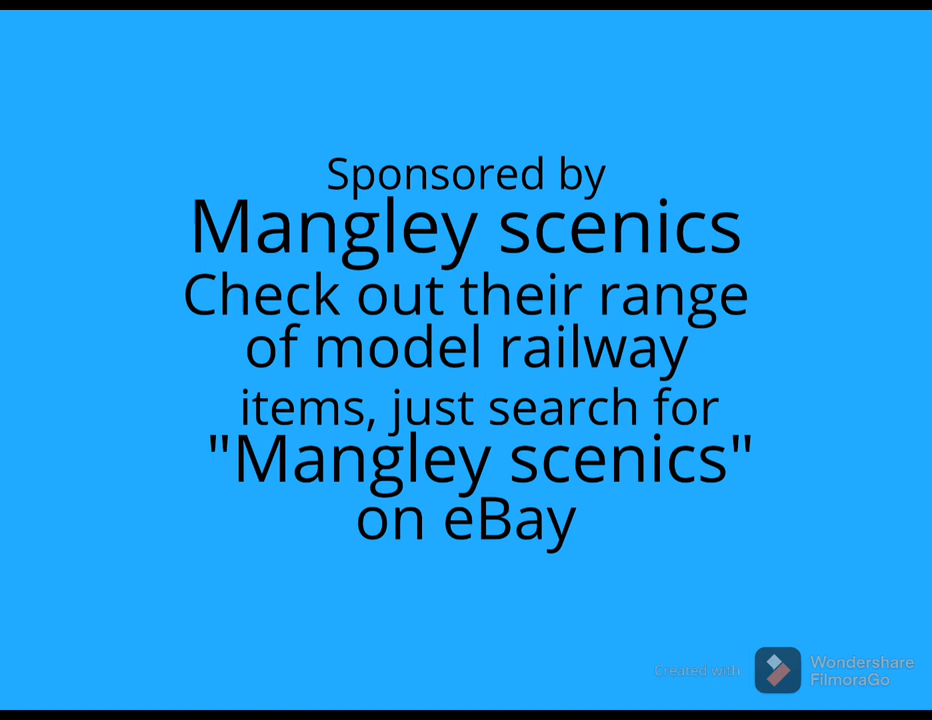 Sponsored by
Mangley scenics
Check out their range
of model railway
items, just search for
"Mangley scenics"
on eBay
Created with
Wondershare
FilmoraGo